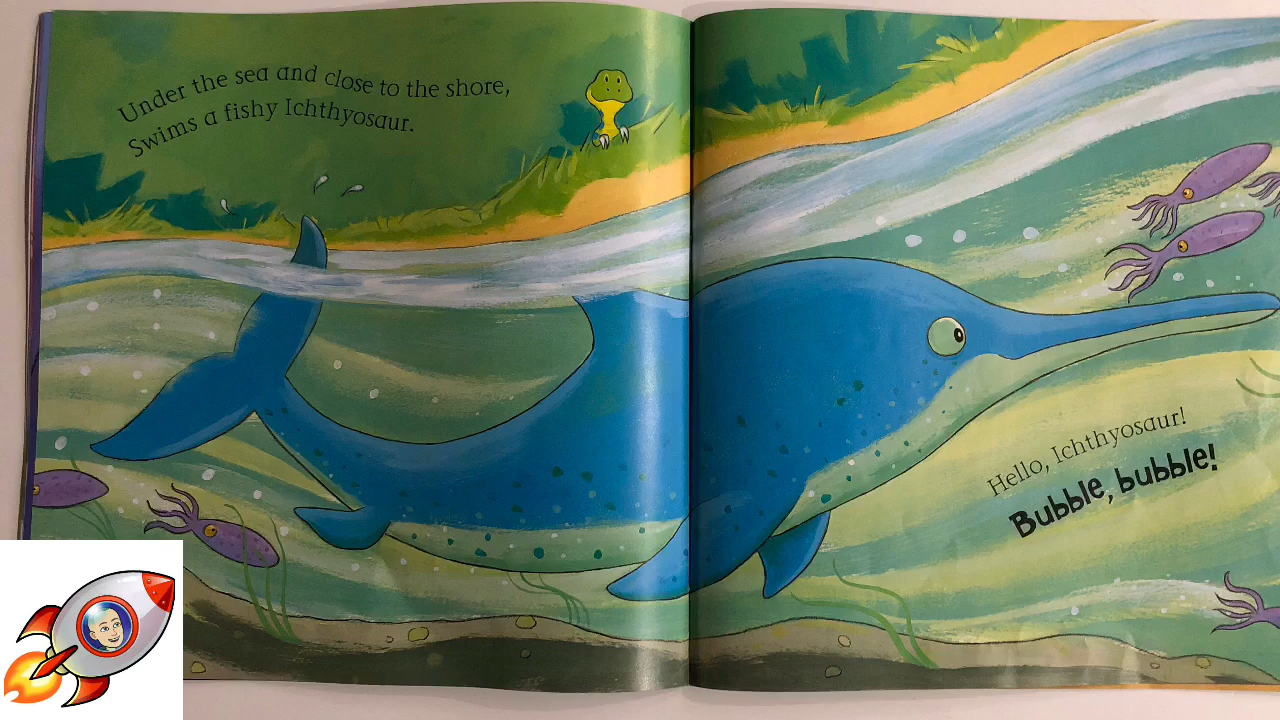 Under the sea and close to the shore,
Swims a fishy Ichthyosaur.
Hello, Ichthyosaur!
Bubble, bubble!